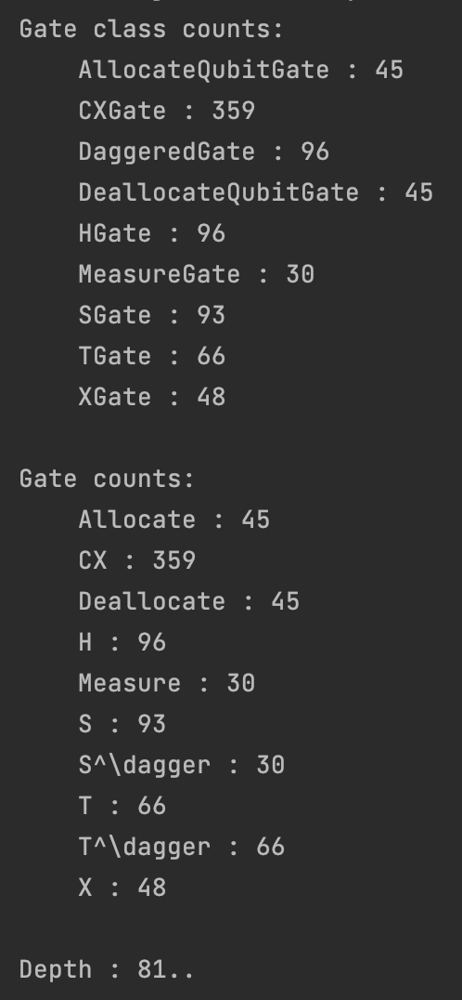 Gate class counts:
AllocateQubitGate : 45
CXGate : 359
DaggeredGate : 96
DeallocateQubitGate : 45
HGate : 96
MeasureGate : 30
SGate : 93
TGate : 66
XGate : 48
Gate counts:
Allocate : 45
CX : 359
Deallocate : 45
H : 96
Measure : 30
S : 93
S^\dagger : 30
T : 66
T^\dagger : 66
X : 48
Depth : 81..